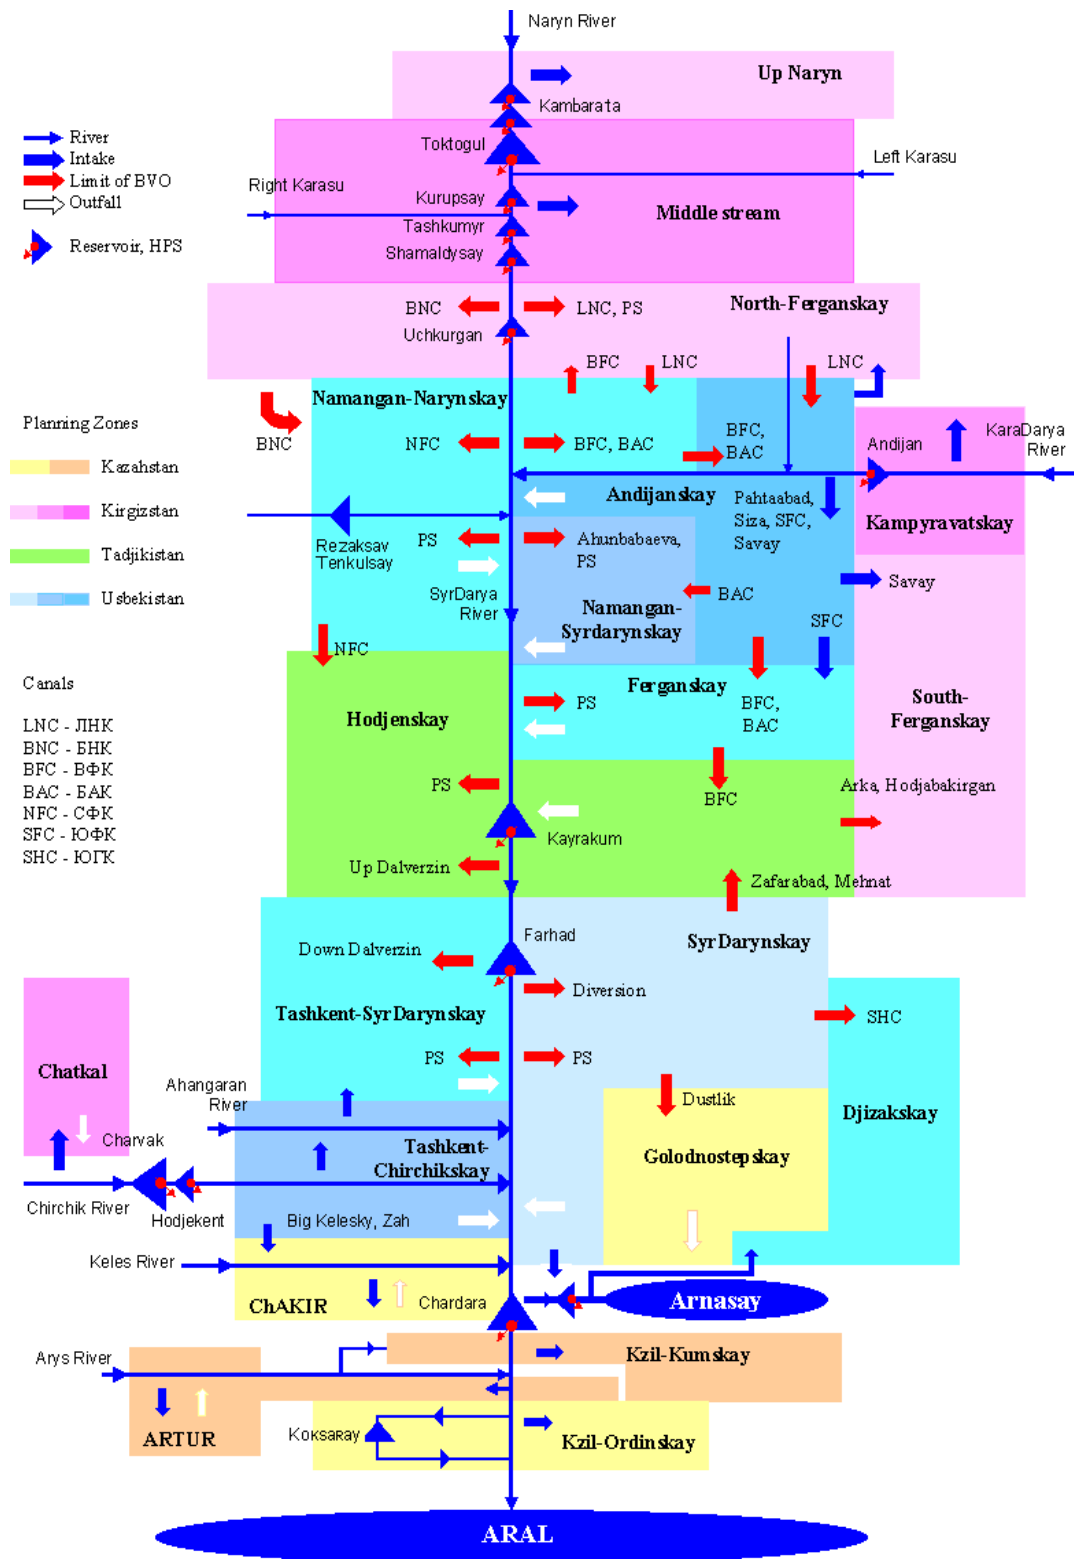 Naryn River
Up Naryn
Kambarata
River
Intake
Limit of BVO
Outfall
Reservoir, HPS
Toktogul
Left Karasu
Right Karasu
Kurupsay
Middle stream
Tashkumyr
Shamaldysay
BNC
LNC, PS
North-Ferganskay
Uchkurgan
BFC
LNC
LNC
Namangan-Narynskay
Planning Zones
BNC
NFC
BFC, BAC
BFC,
BAC
Andijan
KaraDarya
River
Kazahstan
Kirgizstan
Tadjikistan
Usbekistan
Andijanskay
Pahtaabad,
Siza, SFC,
Savay
Kampyravatskay
Rezaksav
Tenkulsay
PS
Ahunbabaeva,
PS
Savay
SyrDarya
River
BAC
Namangan-
Syrdarynskay
SFC
NFC
Canals
LNC - ЛНК
BNC - БНК
BFC - ВФК
BAC - БАК
NFC - СФК
SFC - ЮФК
SHC - ЮГК
Ferganskay
Hodjenskay
PS
BFC,
BAC
South-
Ferganskay
PS
BFC
Arka, Hodjabakirgan
Kayrakum
Up Dalverzin
Zafarabad, Mehnat
Farhad
SyrDarynskay
Down Dalverzin
Diversion
Tashkent-SyrDarynskay
SHC
PS
PS
Chatkal
Ahangaran
River
Dustlik
Djizakskay
Charvak
Tashkent-
Chirchikskay
Golodnostepskay
Chirchik River
Hodjekent
Big Kelesky, Zah
Keles River
ChAKIR
Chardara
Arnasay
Arys River
Kzil-Kumskay
ARTUR
Koksaray
Kzil-Ordinskay
ARAL